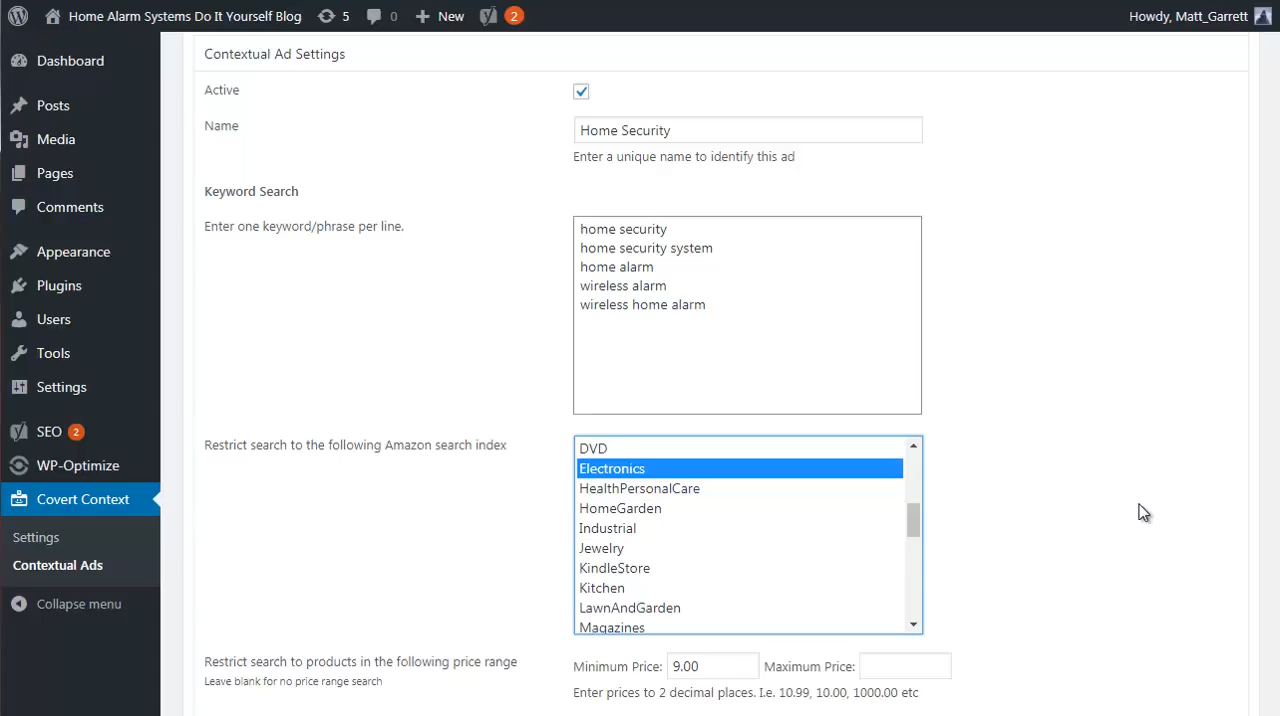 Home Alarm Systems Do It Yourself Blog 5 0 New 2 Howdy, Matt_Garrett
Dashboard
Posts
Media
Pages
Comments
Appearance
Plugins
Users
Tools
Settings
SEO 2
WP-Optimize
Covert Context
Settings
Contextual Ads
Collapse menu
Contextual Ad Settings
Active
Name
Home Security
Enter a unique name to identify this ad
Keyword Search
Enter one keyword/phrase per line.
home security
home security system
home alarm
wireless alarm
wireless home alarm
Restrict search to the following Amazon search index
DVD
Electronics
HealthPersonalCare
HomeGarden
Industrial
Jewelry
KindleStore
Kitchen
LawnAndGarden
Magazines
Restrict search to products in the following price range
Leave blank for no price range search
Minimum Price: 9.00 Maximum Price:
Enter prices to 2 decimal places. I.e. 10.99, 10.00, 1000.00 etc